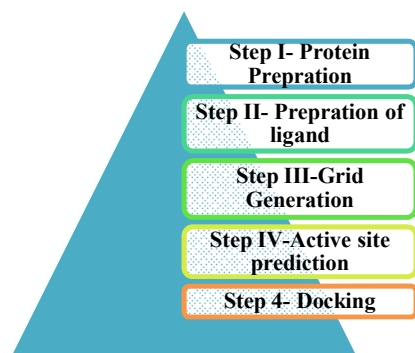 Step I- Protein
Prepration
Step II- Prepration of
ligand
Step III-Grid
Generation
Step IV-Active site
prediction
Step 4- Docking